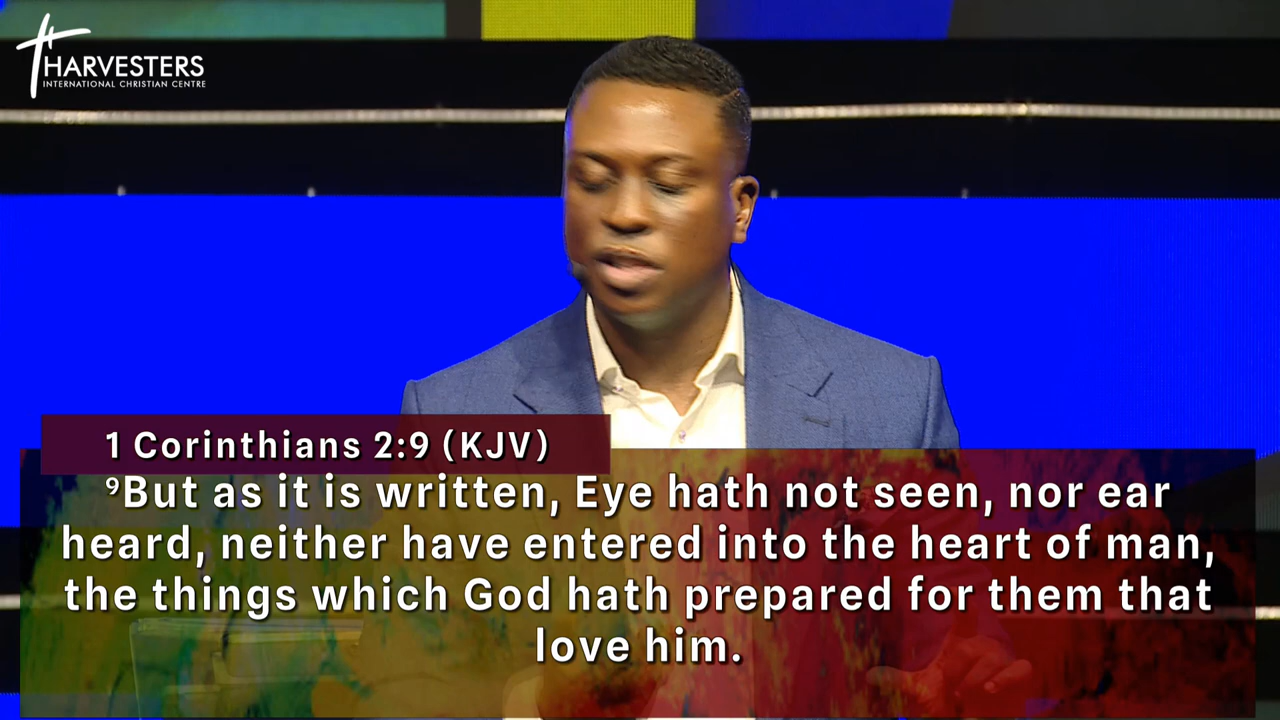 HARVESTERS
INTERNATIONAL CHRISTIAN CENTRE
1 Corinthians 2:9 (KJV)
⁹But as it is written, Eye hath not seen, nor ear
heard, neither have entered into the heart of man,
the things which God hath prepared for them that
love him.